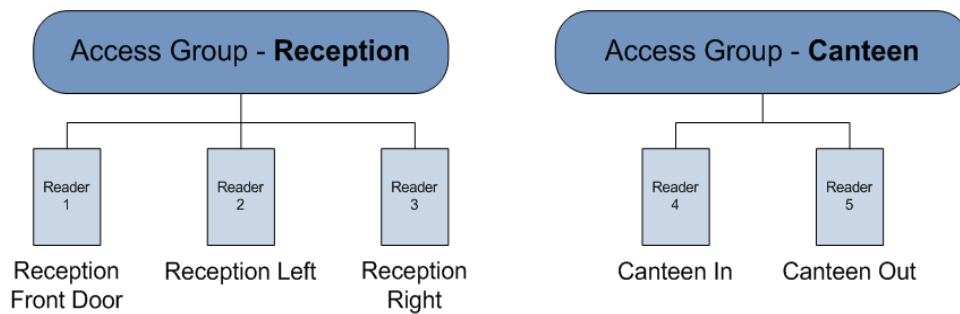 Access Group - Reception
Access Group - Canteen
Reader
1
Reader
2
Reader
3
Reader
4
Reader
5
Reception
Front Door
Reception Left
Reception
Right
Canteen In
Canteen Out